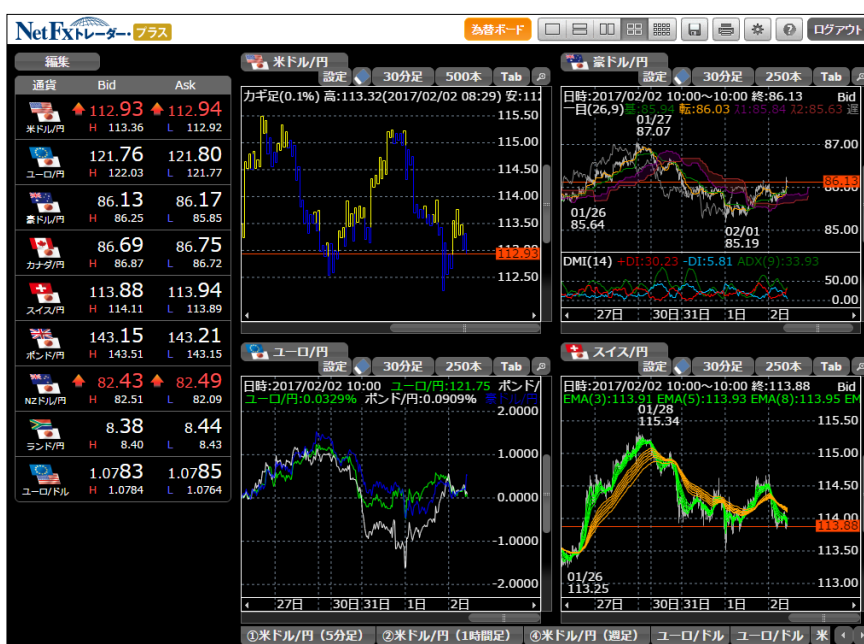 NetFxトレーダー プラス 為替ボード ログアウト
編集
通貨 Bid Ask
米ドル/円 112.93 112.94
H 113.36 L 112.92
ユーロ/円 121.76 121.80
H 122.03 L 121.77
豪ドル/円 86.13 86.17
H 86.25 L 85.85
カナダ/円 86.69 86.75
H 86.87 L 86.72
スイス/円 113.88 113.94
H 114.11 L 113.89
ポンド/円 143.15 143.21
H 143.51 L 143.15
NZドル/円 82.43 82.49
H 82.51 L 82.09
ランド/円 8.38 8.44
H 8.40 L 8.43
ユーロ/ドル 1.0783 1.0785
H 1.0784 L 1.0764
米ドル/円
設定 30分足 500本 Tab
カギ足(0.1%) 高:113.32(2017/02/02 08:29) 安:112
115.50
115.00
114.50
114.00
113.50
112.93
112.50
豪ドル/円
設定 30分足 250本 Tab
日時:2017/02/02 10:00~10:00 終:86.13 Bid
一目(26,9) 基:85.94 転:86.03 ス1:85.84 ス2:85.63 遅
01/27
87.07
87.00
86.13
86.00
01/26
85.64
02/01
85.19
85.00
DMI(14) +DI:30.23 -DI:5.81 ADX(9):33.93
50.00
0.00
27日 30日 31日 1日 2日
ユーロ/円
設定 30分足 250本 Tab
日時:2017/02/02 10:00 ユーロ/円:121.75 ポンド/
ユーロ/円:0.0329% ポンド/円:0.0909% 豪ドル/円
2.0000
1.0000
0.0000
-2.0000
27日 30日 31日 1日 2日
スイス/円
設定 30分足 250本 Tab
日時:2017/02/02 10:00~10:00 終:113.88 Bid
EMA(3):113.91 EMA(5):113.93 EMA(8):113.95 EM
01/28
115.34
115.50
115.00
114.50
114.00
113.88
113.50
113.00
01/26
113.25
27日 30日 31日 1日 2日
①米ドル/円 (5分足) ②米ドル/円 (1時間足) ④米ドル/円 (週足) ユーロ/ドル ユーロ/ドル 米